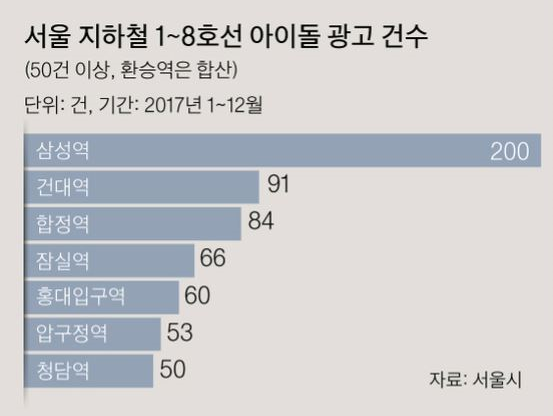 서울 지하철 1~8호선 아이돌 광고 건수
(50건 이상, 환승역은 합산)
단위: 건, 기간: 2017년 1~12월
삼성역 200
건대역 91
합정역 84
잠실역 66
홍대입구역 60
압구정역 53
청담역 50
자료: 서울시